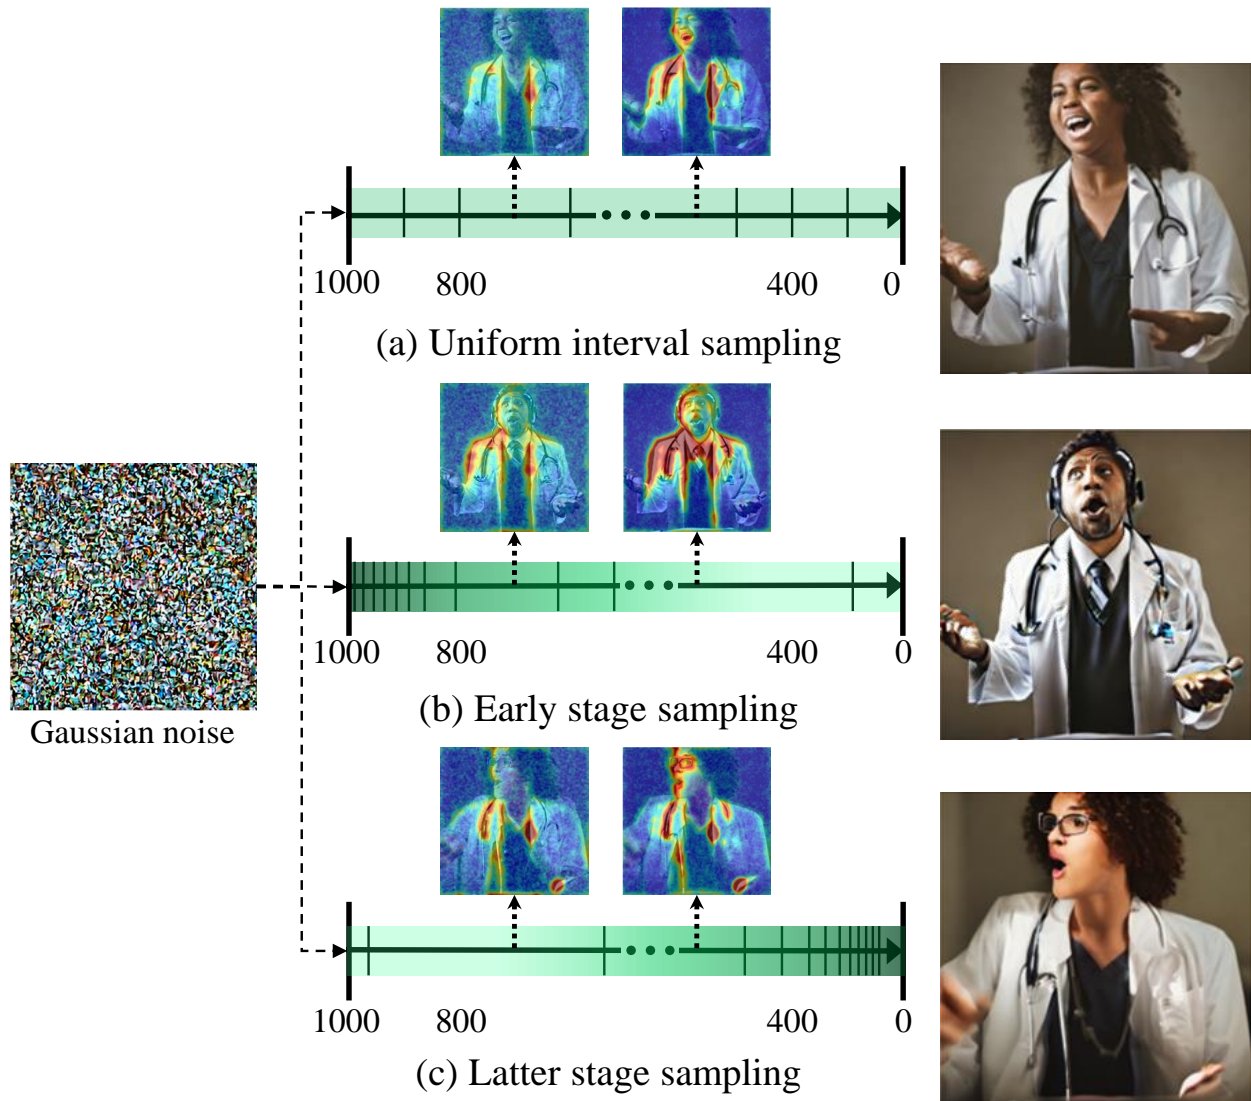 1000 800 400 0
(a) Uniform interval sampling
Gaussian noise
1000 800 400 0
(b) Early stage sampling
1000 800 400 0
(c) Latter stage sampling